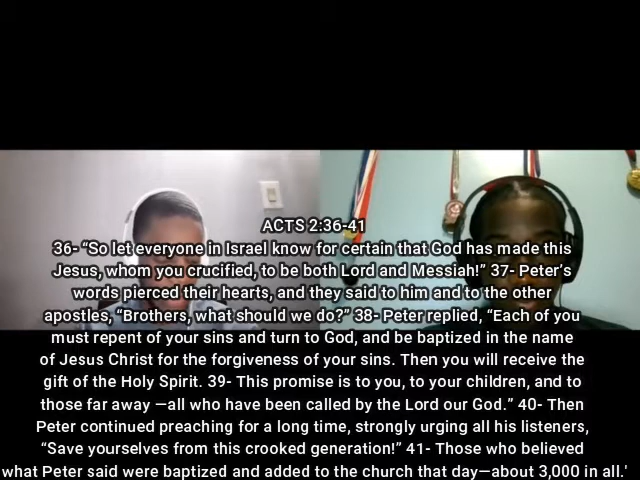 ACTS 2:36-41
36- “So let everyone in Israel know for certain that God has made this
Jesus, whom you crucified, to be both Lord and Messiah!” 37- Peter’s
words pierced their hearts, and they said to him and to the other
apostles, “Brothers, what should we do?” 38- Peter replied, “Each of you
must repent of your sins and turn to God, and be baptized in the name
of Jesus Christ for the forgiveness of your sins. Then you will receive the
gift of the Holy Spirit. 39- This promise is to you, to your children, and to
those far away —all who have been called by the Lord our God.” 40- Then
Peter continued preaching for a long time, strongly urging all his listeners,
“Save yourselves from this crooked generation!” 41- Those who believed
what Peter said were baptized and added to the church that day—about 3,000 in all.'